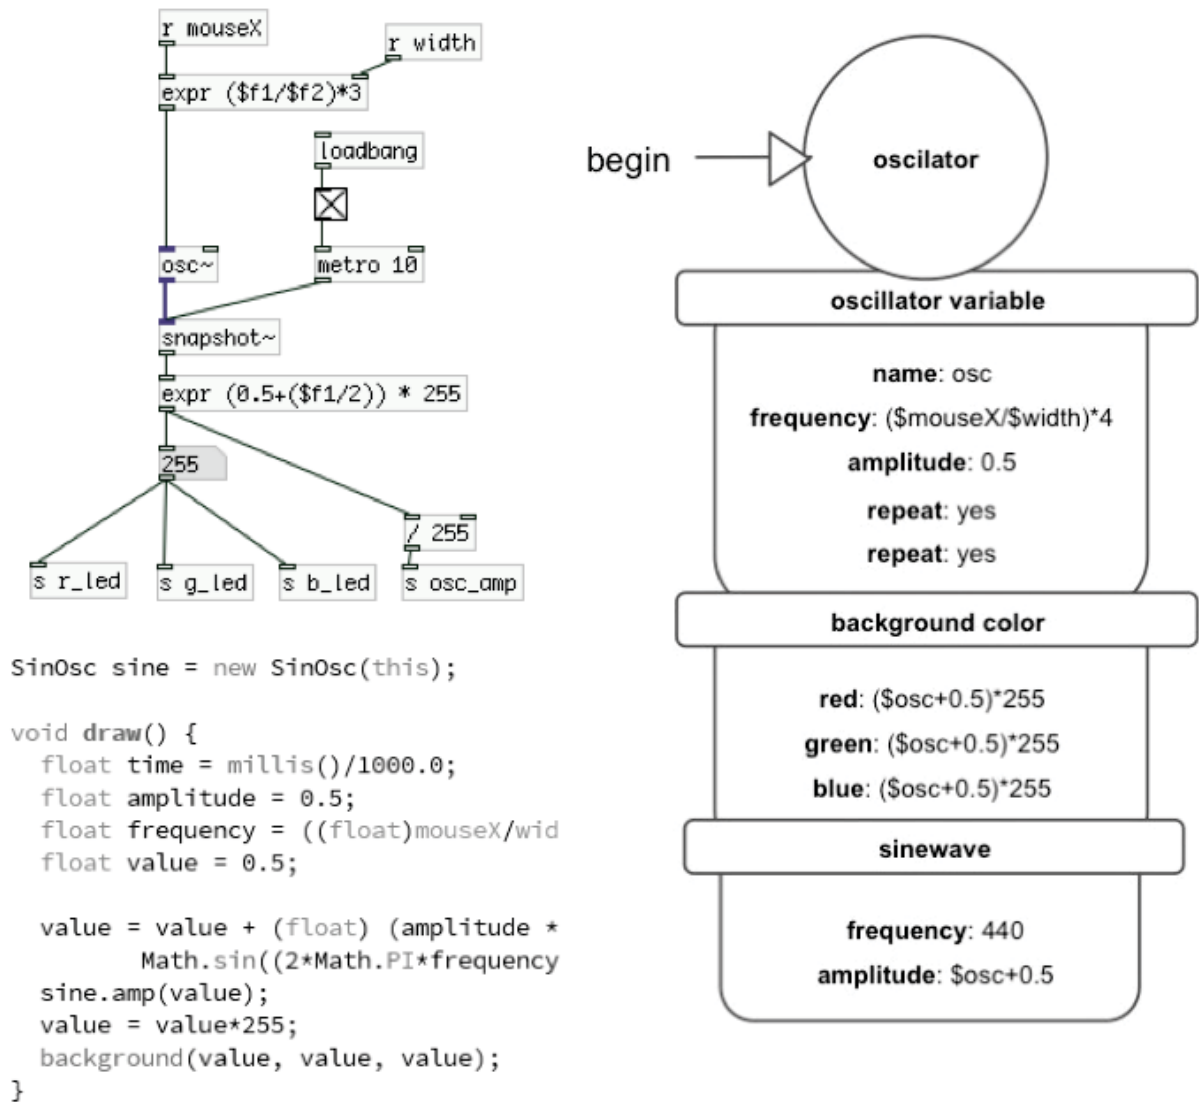 r mouseX
r width
expr ($f1/$f2)*3
loadbang
osc~
metro 10
snapshot~
expr (0.5+($f1/2)) * 255
255
/ 255
s r_led
s g_led
s b_led
s osc_amp
SinOsc sine = new SinOsc(this);
void draw() {
float time = millis()/1000.0;
float amplitude = 0.5;
float frequency = ((float)mouseX/wid
float value = 0.5;
value = value + (float) (amplitude *
Math.sin((2*Math.PI*frequency
sine.amp(value);
value = value*255;
background(value, value, value);
}
begin
oscilator
oscillator variable
name: osc
frequency: ($mouseX/$width)*4
amplitude: 0.5
repeat: yes
repeat: yes
background color
red: ($osc+0.5)*255
green: ($osc+0.5)*255
blue: ($osc+0.5)*255
sinewave
frequency: 440
amplitude: $osc+0.5